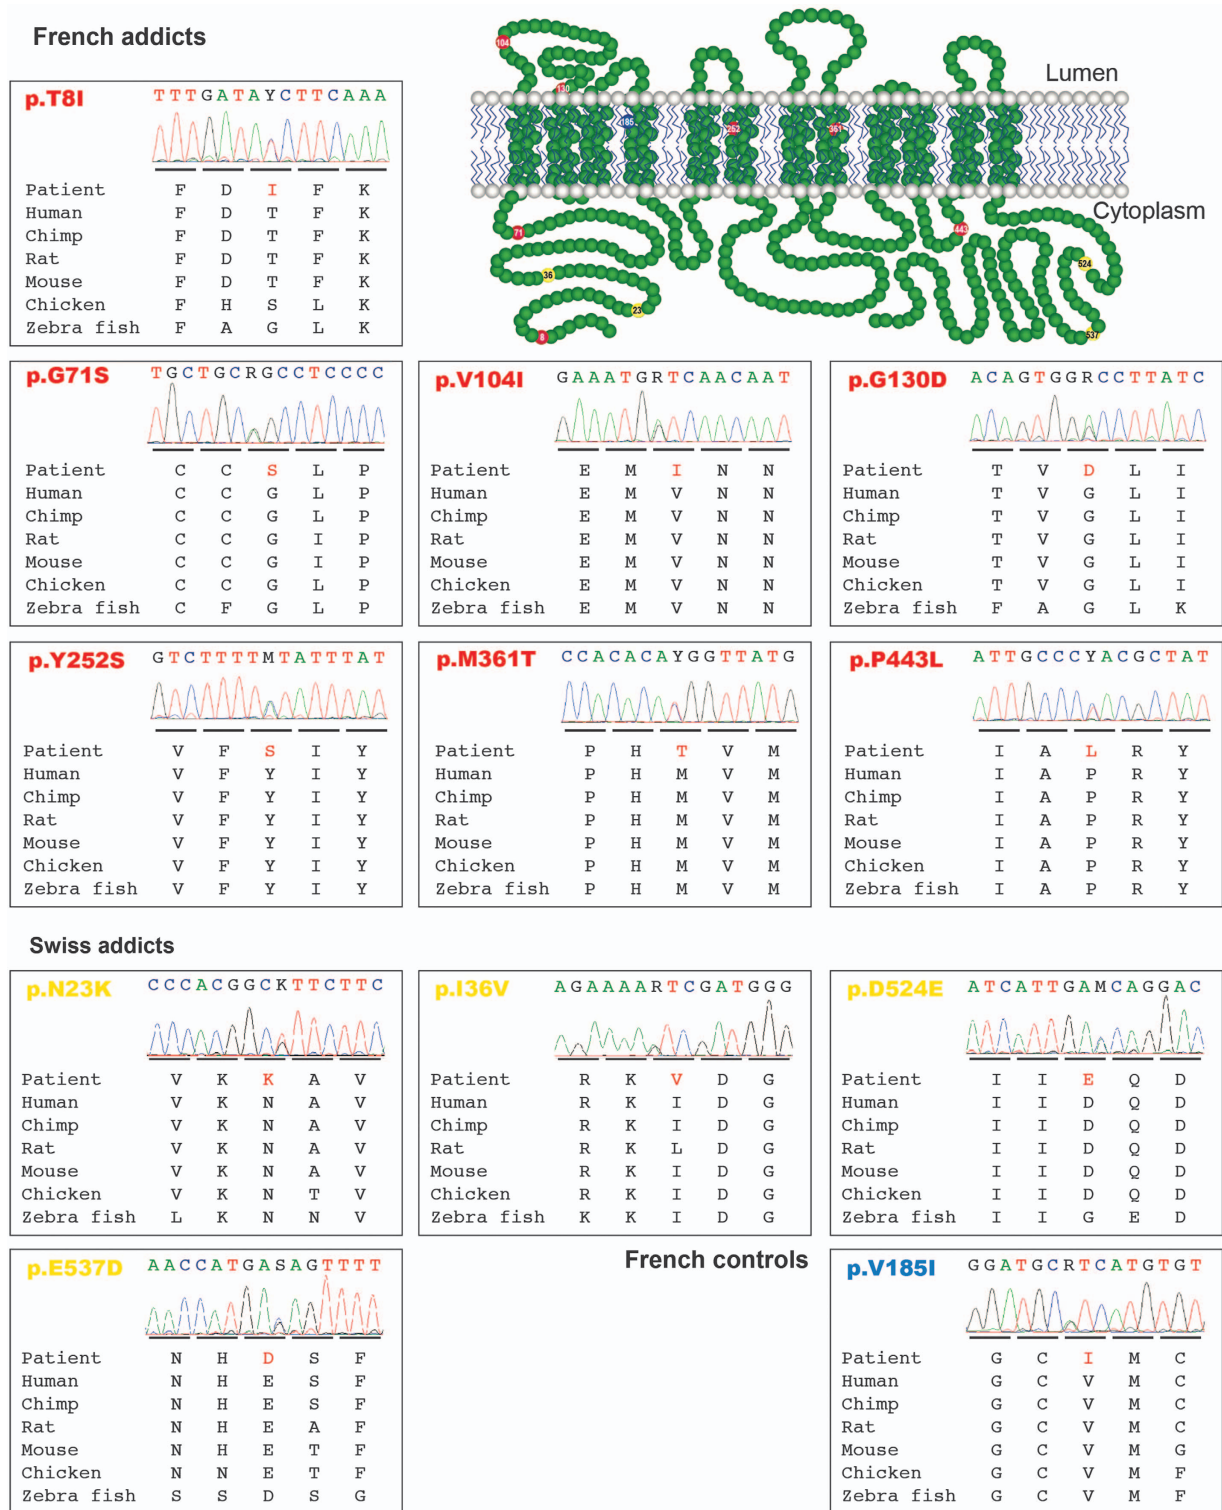 French addicts
104
130
185
252
361
Lumen
Cytoplasm
71
36
23
8
443
524
537
p.T8I
TTTGATAYCTTCAAA
Patient F D I F K
Human F D T F K
Chimp F D T F K
Rat F D T F K
Mouse F D T F K
Chicken F H S L K
Zebra fish F A G L K
p.G71S
TGCTGCRGCCTCCCC
Patient C C S L P
Human C C G L P
Chimp C C G L P
Rat C C G I P
Mouse C C G I P
Chicken C C G L P
Zebra fish C F G L P
p.V104I
GAAATGRTCAACAAT
Patient E M I N N
Human E M V N N
Chimp E M V N N
Rat E M V N N
Mouse E M V N N
Chicken E M V N N
Zebra fish E M V N N
p.G130D
ACAGTGGRCCTTATC
Patient T V D L I
Human T V G L I
Chimp T V G L I
Rat T V G L I
Mouse T V G L I
Chicken T V G L I
Zebra fish F A G L K
p.Y252S
GTCTTTTMTATTTAT
Patient V F S I Y
Human V F Y I Y
Chimp V F Y I Y
Rat V F Y I Y
Mouse V F Y I Y
Chicken V F Y I Y
Zebra fish V F Y I Y
p.M361T
CCACACAYGGTTATG
Patient P H T V M
Human P H M V M
Chimp P H M V M
Rat P H M V M
Mouse P H M V M
Chicken P H M V M
Zebra fish P H M V M
p.P443L
ATTGCCCYACGCTAT
Patient I A L R Y
Human I A P R Y
Chimp I A P R Y
Rat I A P R Y
Mouse I A P R Y
Chicken I A P R Y
Zebra fish I A P R Y
Swiss addicts
p.N23K
CCCACGGCKTTCTTC
Patient V K K A V
Human V K N A V
Chimp V K N A V
Rat V K N A V
Mouse V K N A V
Chicken V K N T V
Zebra fish L K N N V
p.I36V
AGAAAARTCGATGGG
Patient R K V D G
Human R K I D G
Chimp R K I D G
Rat R K L D G
Mouse R K I D G
Chicken R K I D G
Zebra fish K K I D G
p.D524E
ATCATTGAMCAGGAC
Patient I I E Q D
Human I I D Q D
Chimp I I D Q D
Rat I I D Q D
Mouse I I D Q D
Chicken I I D Q D
Zebra fish I I G E D
p.E537D
AACCATGASAGTTTT
Patient N H D S F
Human N H E S F
Chimp N H E S F
Rat N H E A F
Mouse N H E T F
Chicken N N E T F
Zebra fish S S D S G
French controls
p.V185I
GGATGCRTCATGTGT
Patient G C I M C
Human G C V M C
Chimp G C V M C
Rat G C V M C
Mouse G C V M G
Chicken G C V M F
Zebra fish G C V M F